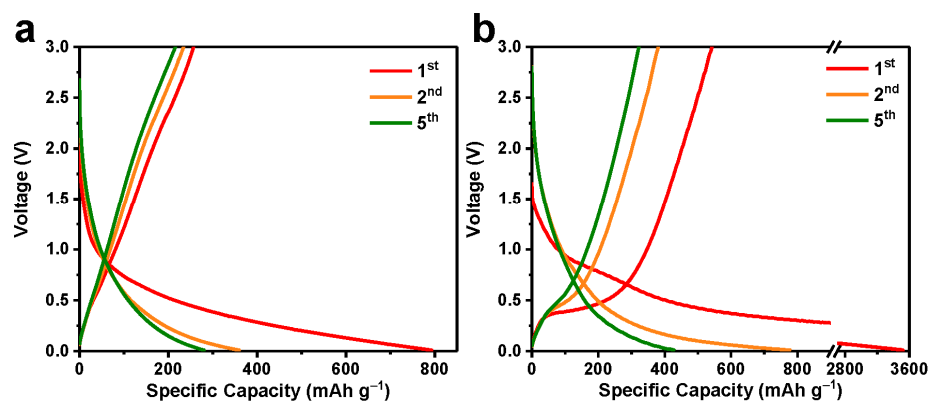 a
b
3.0
2.5
2.0
1.5
1.0
0.5
0.0
Voltage (V)
1st
2nd
5th
0 200 400 600 800
Specific Capacity (mAh g⁻¹)
3.0
2.5
2.0
1.5
1.0
0.5
0.0
Voltage (V)
1st
2nd
5th
0 200 400 600 800 2800 3600
Specific Capacity (mAh g⁻¹)